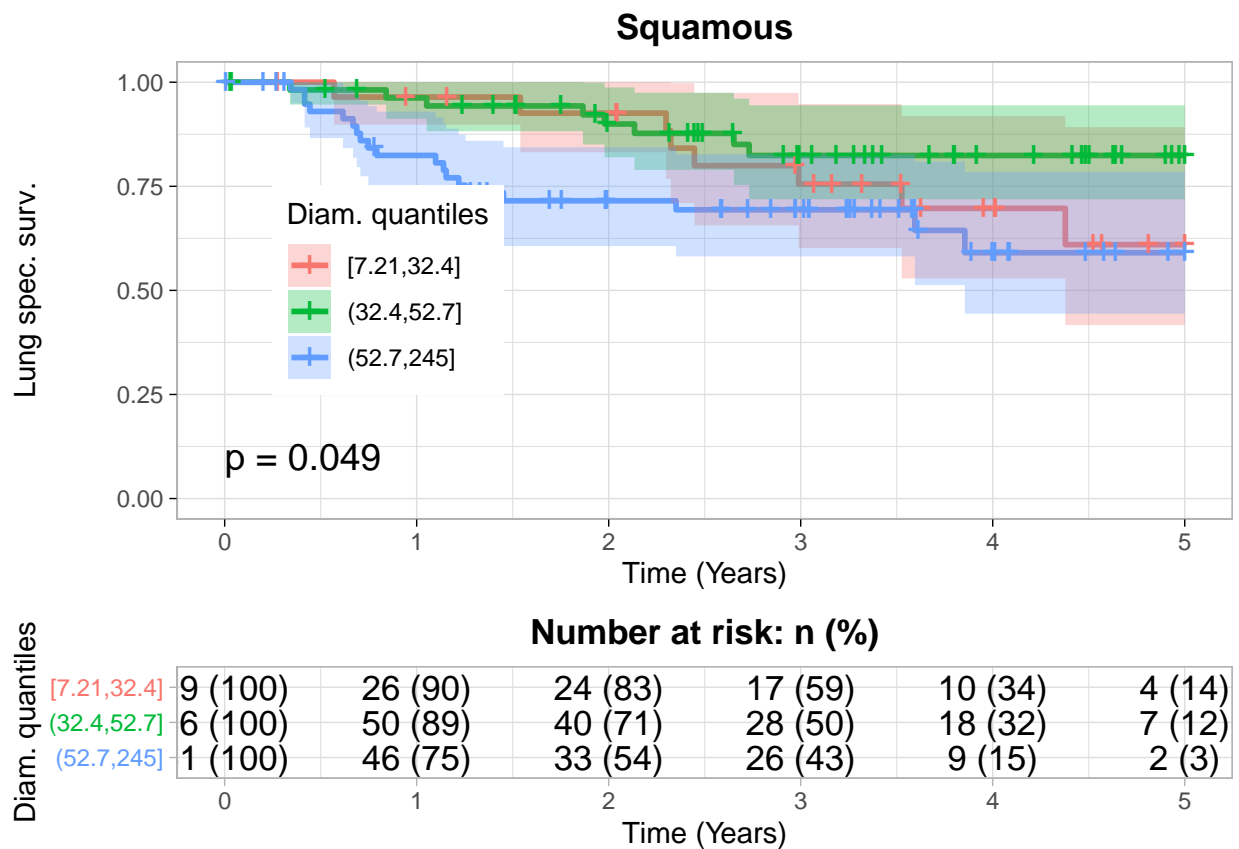 Squamous
Lung spec. surv.
1.00
0.75
0.50
0.25
0.00
Diam. quantiles
[7.21,32.4]
(32.4,52.7]
(52.7,245]
p = 0.049
0 1 2 3 4 5
Time (Years)
Number at risk: n (%)
Diam. quantiles
[7.21,32.4] 9 (100) 26 (90) 24 (83) 17 (59) 10 (34) 4 (14)
(32.4,52.7] 6 (100) 50 (89) 40 (71) 28 (50) 18 (32) 7 (12)
(52.7,245] 1 (100) 46 (75) 33 (54) 26 (43) 9 (15) 2 (3)
0 1 2 3 4 5
Time (Years)